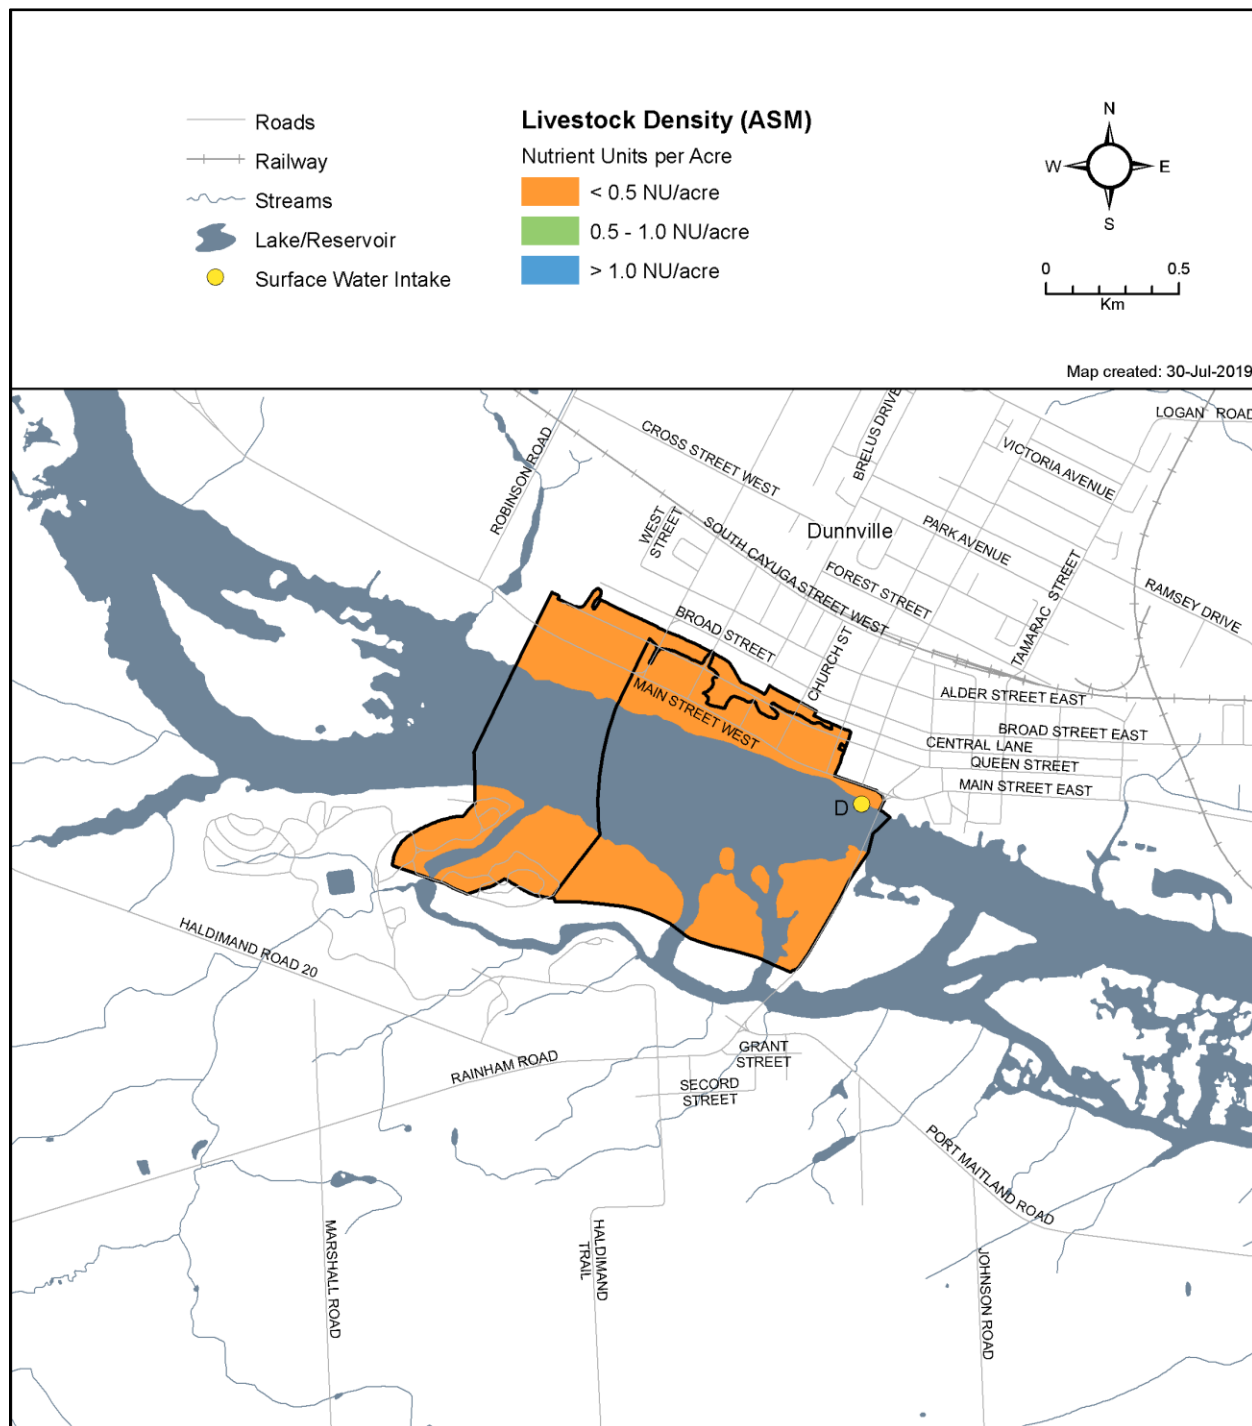 Roads
Railway
Streams
Lake/Reservoir
Surface Water Intake
Livestock Density (ASM)
Nutrient Units per Acre
< 0.5 NU/acre
0.5 - 1.0 NU/acre
> 1.0 NU/acre
N
W
E
S
0
0.5
Km
Map created: 30-Jul-2019
LOGAN ROAD
BRELUS DRIVE
CROSS STREET WEST
VICTORIA AVENUE
ROBINSON ROAD
WEST
STREET
SOUTH CAYUGA STREET WEST
Dunnville
PARK AVENUE
FOREST STREET
TAMARAC STREET
RAMSEY DRIVE
BROAD STREET
CHURCH ST
MAIN STREET WEST
ALDER STREET EAST
BROAD STREET EAST
CENTRAL LANE
QUEEN STREET
MAIN STREET EAST
D
HALDIMAND ROAD 20
RAINHAM ROAD
GRANT
STREET
SECORD
STREET
PORT MAITLAND ROAD
MARSHALL ROAD
HALDIMAND
TRAIL
JOHNSON ROAD